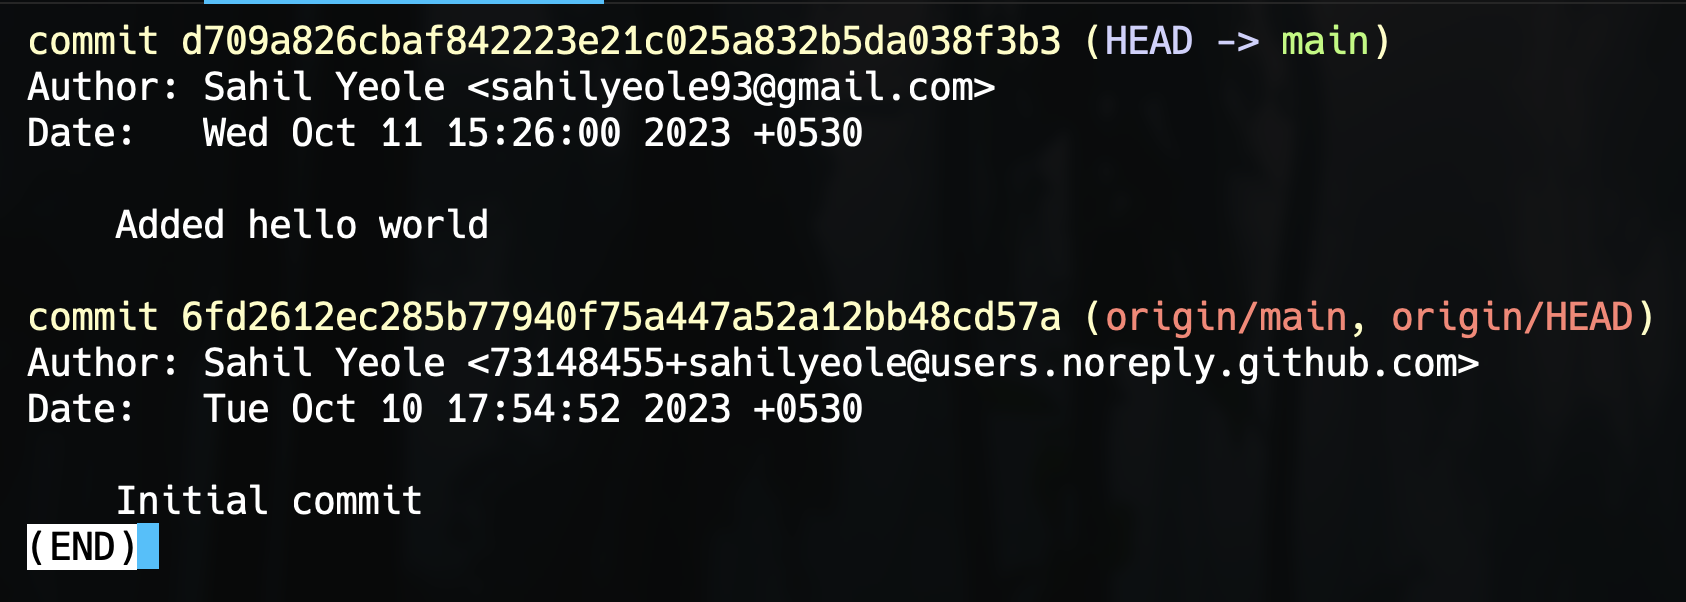 commit d709a826cbaf842223e21c025a832b5da038f3b3 (HEAD -> main)
Author: Sahil Yeole <sahilyeole93@gmail.com>
Date:   Wed Oct 11 15:26:00 2023 +0530
Added hello world
commit 6fd2612ec285b77940f75a447a52a12bb48cd57a (origin/main, origin/HEAD)
Author: Sahil Yeole <73148455+sahilyeole@users.noreply.github.com>
Date:   Tue Oct 10 17:54:52 2023 +0530
Initial commit
(END)